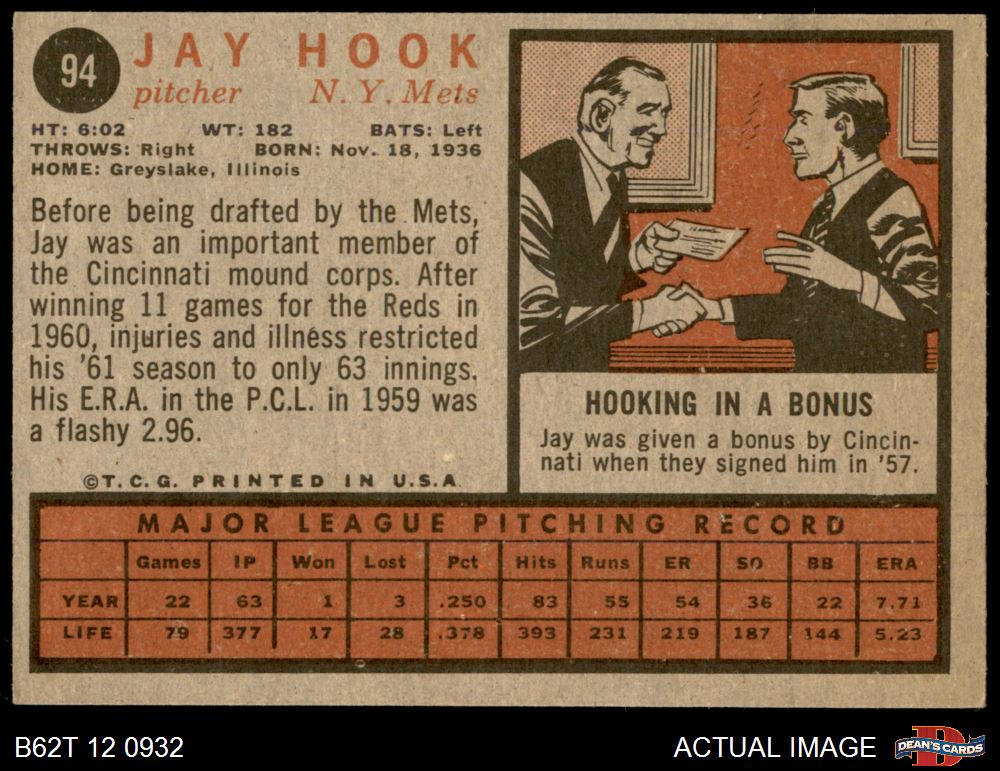 94
JAY HOOK
pitcher N. Y. Mets
HT: 6:02 WT: 182 BATS: Left
THROWS: Right BORN: Nov. 18, 1936
HOME: Greyslake, Illinois
Before being drafted by the Mets,
Jay was an important member of
the Cincinnati mound corps. After
winning 11 games for the Reds in
1960, injuries and illness restricted
his '61 season to only 63 innings.
His E.R.A. in the P.C.L. in 1959 was
a flashy 2.96.
©T.C.G. PRINTED IN U.S.A.
HOOKING IN A BONUS
Jay was given a bonus by Cincin-
nati when they signed him in '57.
MAJOR LEAGUE PITCHING RECORD
Games IP Won Lost Pct Hits Runs ER SO BB ERA
YEAR 22 63 1 3 .250 83 55 54 36 22 7.71
LIFE 79 377 17 28 .378 393 231 219 187 144 5.23
B62T 12 0932
ACTUAL IMAGE
D
DEAN'S CARDS